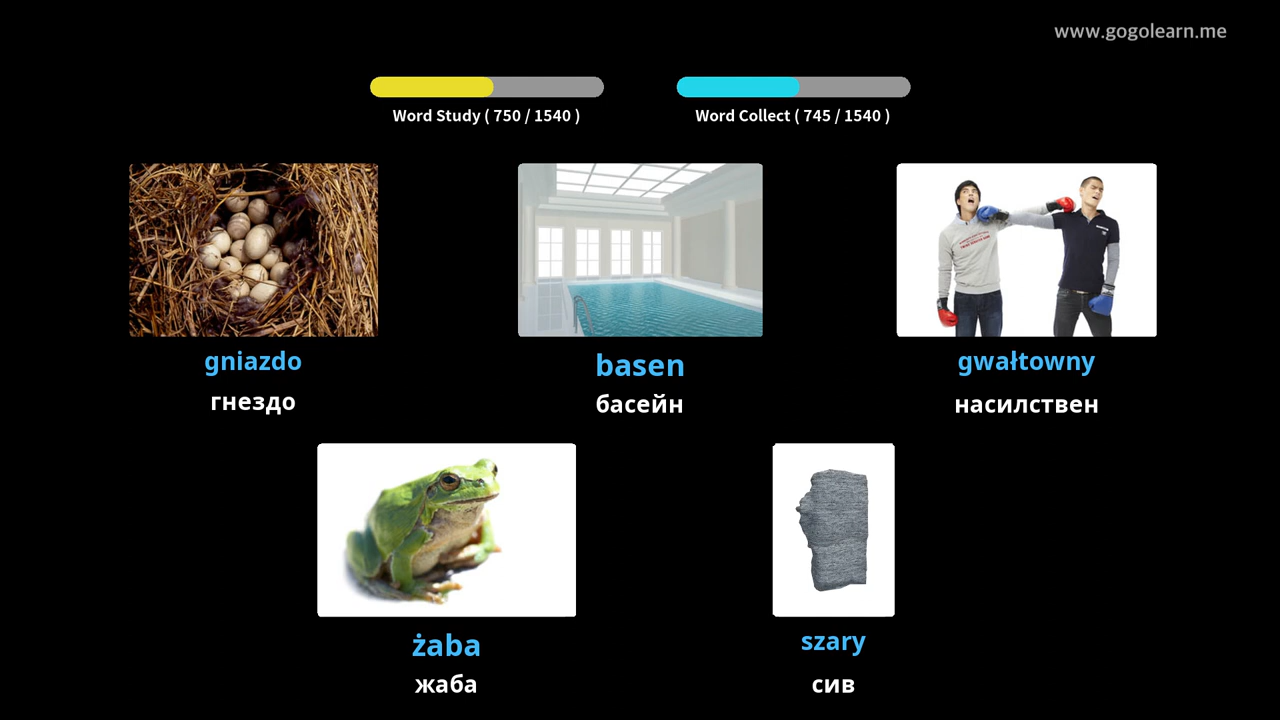 www.gogolearn.me
Word Study ( 750 / 1540 )
Word Collect ( 745 / 1540 )
gniazdo
гнездо
basen
басейн
gwałtowny
насилствен
żaba
жаба
szary
сив